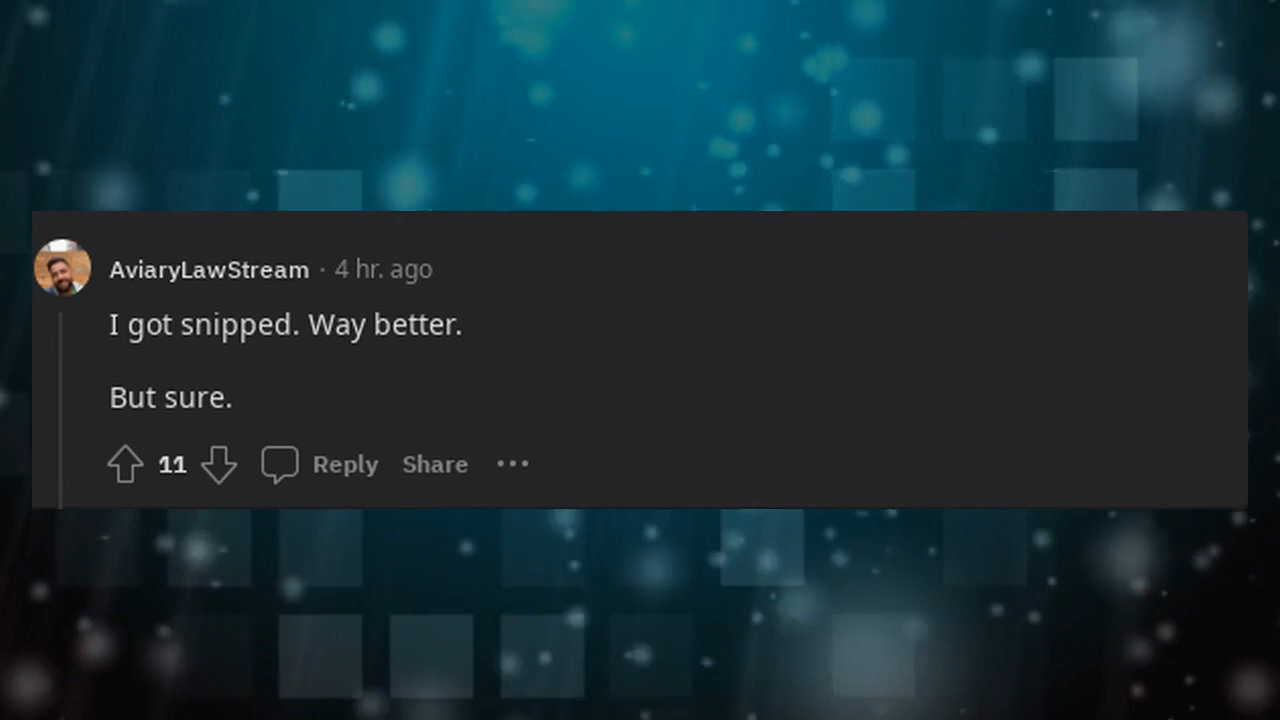 AviaryLawStream · 4 hr. ago
I got snipped. Way better.
But sure.
11 Reply Share ...